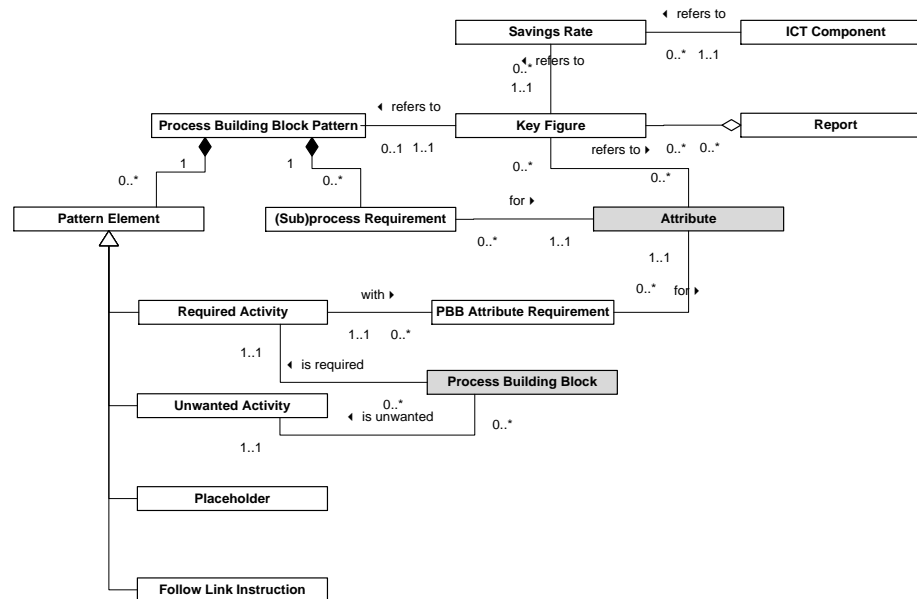 ◄ refers to
Savings Rate
ICT Component
0..* 1..1
◄ refers to
0..*
1..1
◄ refers to
Process Building Block Pattern
Key Figure
Report
0..1 1..1
refers to ►
0..* 0..*
1
1
0..*
0..*
0..*
0..*
Pattern Element
(Sub)process Requirement
for ►
Attribute
0..*
1..1
1..1
with ►
0..*
for ►
Required Activity
PBB Attribute Requirement
1..1 0..*
1..1
◄ is required
Process Building Block
0..*
Unwanted Activity
◄ is unwanted
0..*
1..1
Placeholder
Follow Link Instruction